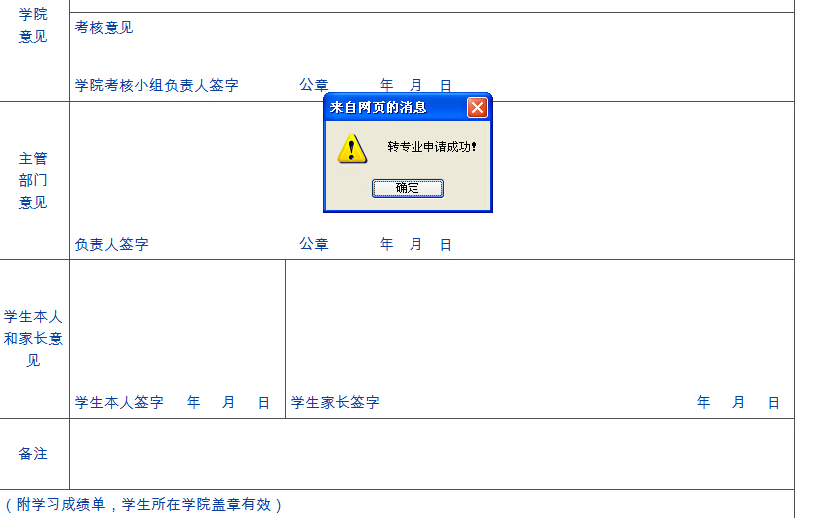 学院
意见
考核意见
学院考核小组负责人签字 公章 年 月 日
来自网页的消息
转专业申请成功!
确定
主管
部门
意见
负责人签字 公章 年 月 日
学生本人
和家长意
见
学生本人签字 年 月 日
学生家长签字 年 月 日
备注
（附学习成绩单，学生所在学院盖章有效）